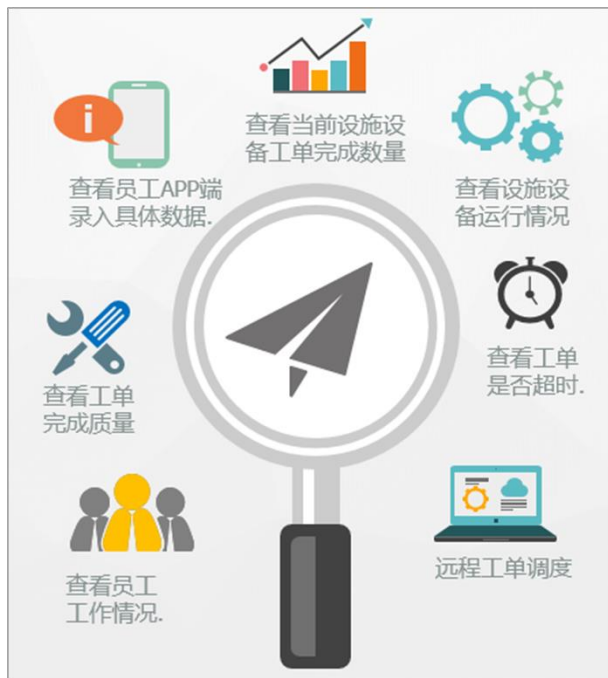 查看当前设施设
备工单完成数量
查看员工APP端
录入具体数据.
查看设施设
备运行情况
查看工单
是否超时.
查看工单
完成质量
远程工单调度
查看员工
工作情况.